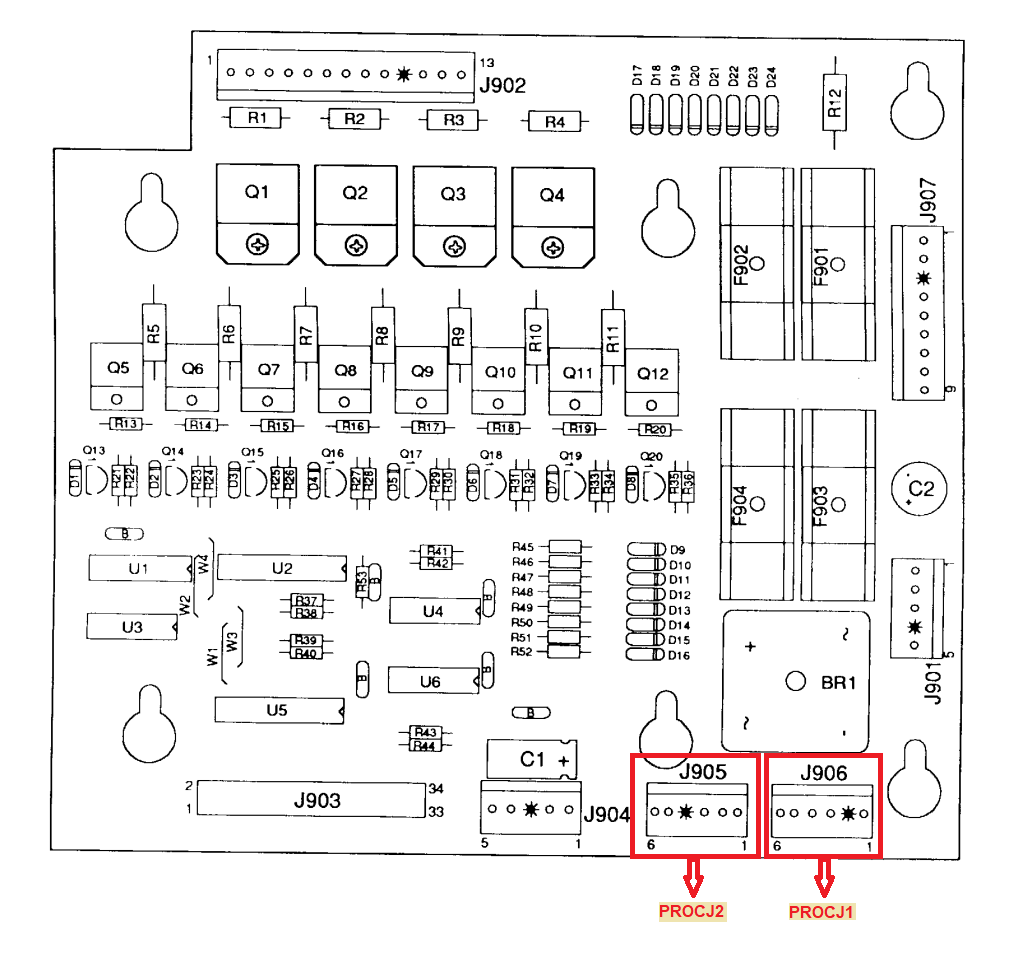 1 13 J902
R1 R2 R3 R4
D17 D18 D19 D20 D21 D22 D23 D24
R12
Q1 Q2 Q3 Q4
F902 F901
J907
1
9
R5 R6 R7 R8 R9 R10 R11
Q5 Q6 Q7 Q8 Q9 Q10 Q11 Q12
R13 R14 R15 R16 R17 R18 R19 R20
Q13 Q14 Q15 Q16 Q17 Q18 Q19 Q20
D1 R21 R22 D2 R23 R24 D3 R25 R26 D4 R27 R28 D5 R29 R30 D6 R31 R32 D7 R33 R34 D8 R35 R36
F904 F903
C2
+
B
U1 W4 U2 R53 B
W2
U3
R37
R38
W1 W3
R39
R40
R41
R42
U4 B
B
U6 B
U5
B
R43
R44
R45 D9
R46 D10
R47 D11
R48 D12
R49 D13
R50 D14
R51 D15
R52 D16
+ ~
BR1
~ -
1
5
J901
C1 +
2 34
J903
1 33
J904
5 1
J905
6 1
J906
6 1
PROCJ2 PROCJ1